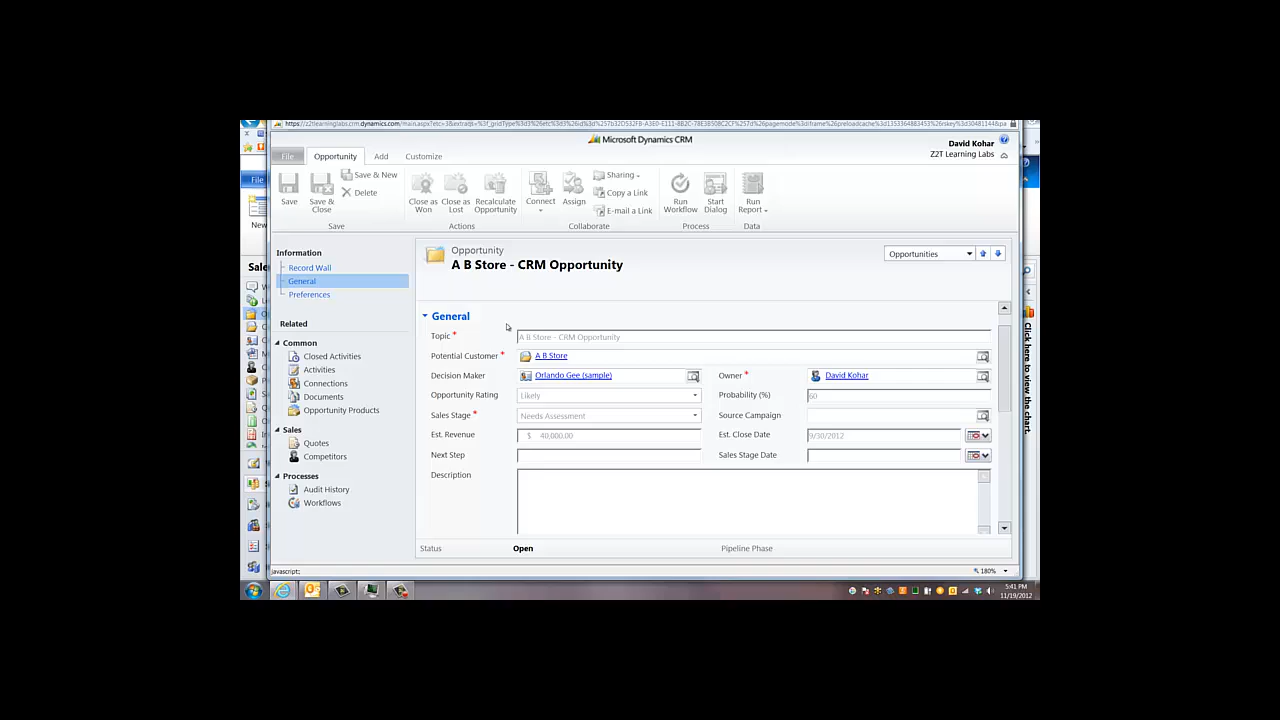 Microsoft Dynamics CRM
David Kohar
Z2T Learning Labs
File
Opportunity
Add
Customize
Save
Save & Close
Save & New
Delete
Close as Won
Close as Lost
Recalculate Opportunity
Connect
Assign
Sharing
Copy a Link
E-mail a Link
Run Workflow
Start Dialog
Run Report
Save
Actions
Collaborate
Process
Data
File
New
Sale
Information
Record Wall
General
Preferences
Related
Common
Closed Activities
Activities
Connections
Documents
Opportunity Products
Sales
Quotes
Competitors
Processes
Audit History
Workflows
Opportunity
A B Store - CRM Opportunity
Opportunities
General
Topic * A B Store - CRM Opportunity
Potential Customer * A B Store
Decision Maker Orlando Gee (sample) Owner * David Kohar
Opportunity Rating Likely Probability (%) 60
Sales Stage * Needs Assessment Source Campaign
Est. Revenue $ 40,000.00 Est. Close Date 9/30/2012
Next Step Sales Stage Date
Description
Status Open Pipeline Phase
javascript:;
180%
Click here to view the chart.
5:41 PM
11/19/2012